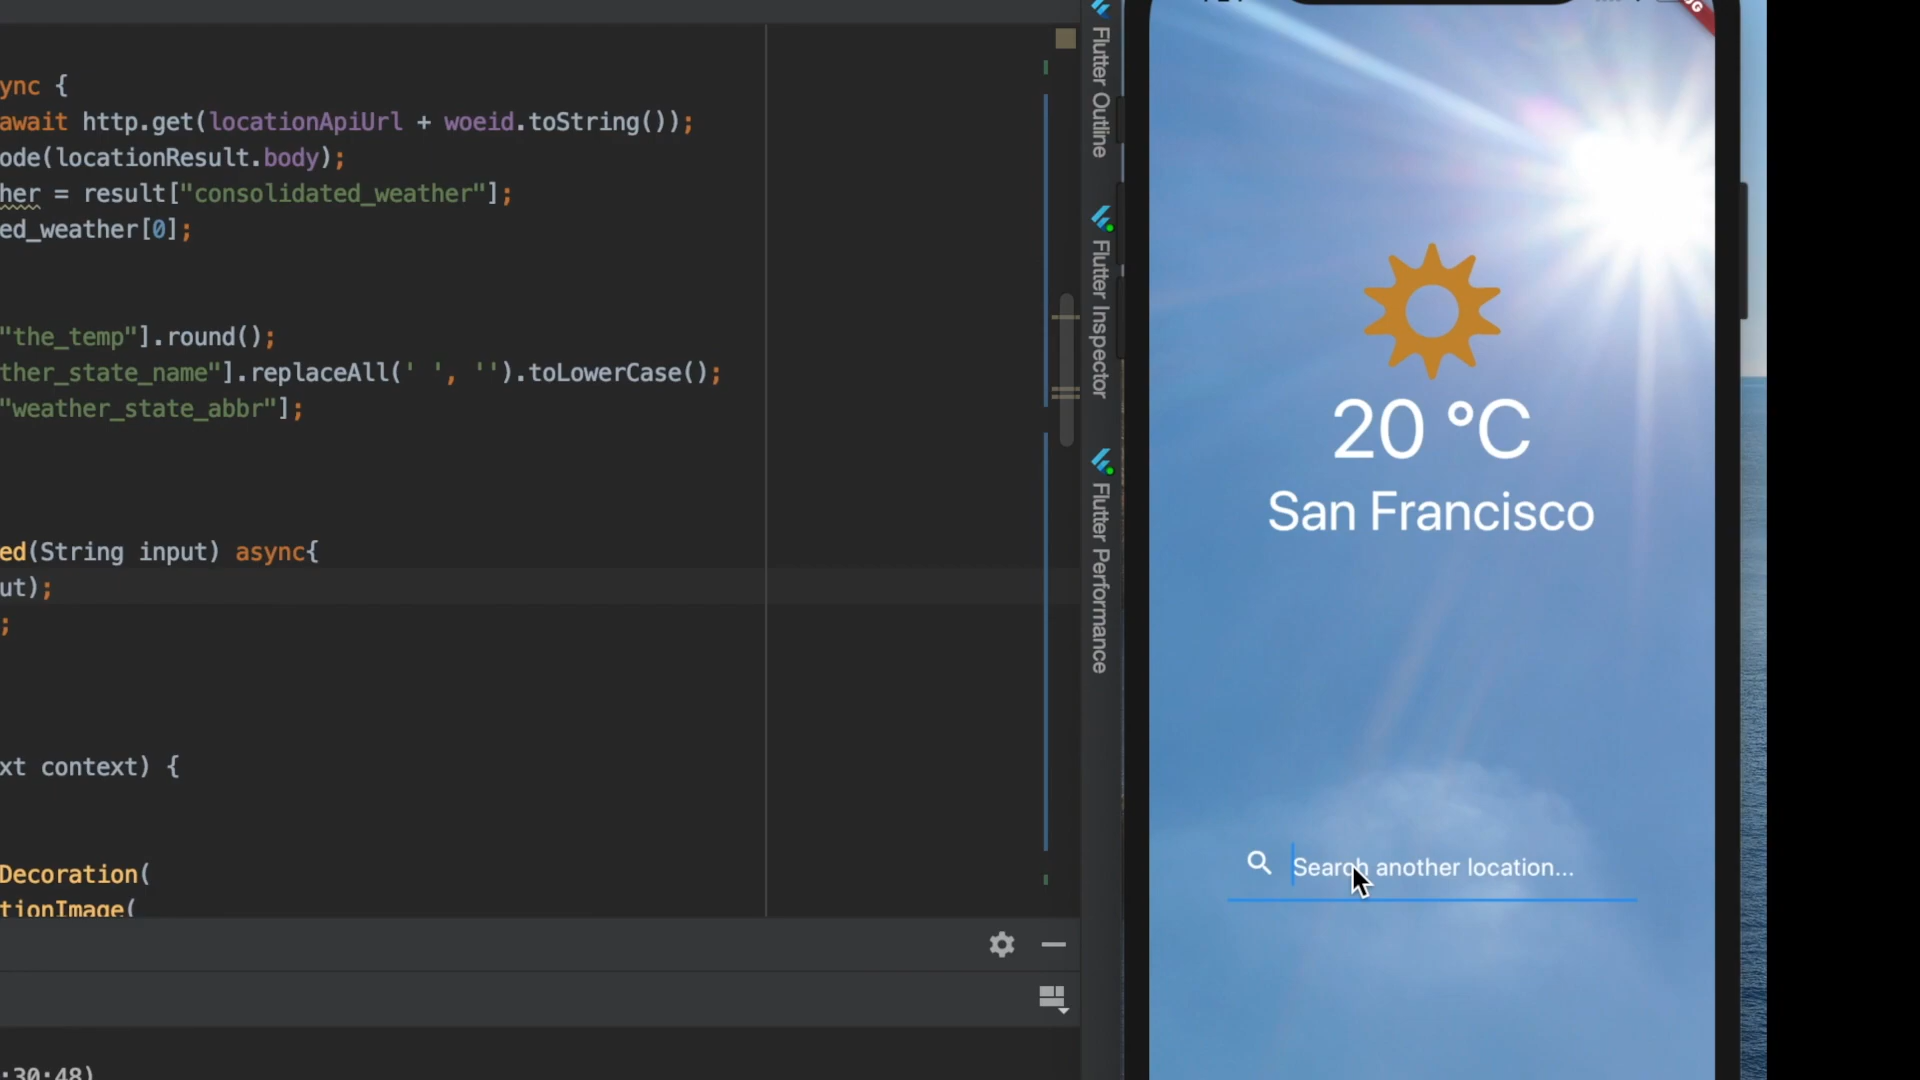 ync {
await http.get(locationApiUrl + woeid.toString());
ode(locationResult.body);
her = result["consolidated_weather"];
ed_weather[0];
"the_temp"].round();
ther_state_name"].replaceAll(' ', '').toLowerCase();
"weather_state_abbr"];
ed(String input) async{
ut);
;
xt context) {
Decoration(
tionImage(
:30:48)
Flutter Outline
Flutter Inspector
Flutter Performance
20 °C
San Francisco
Search another location...